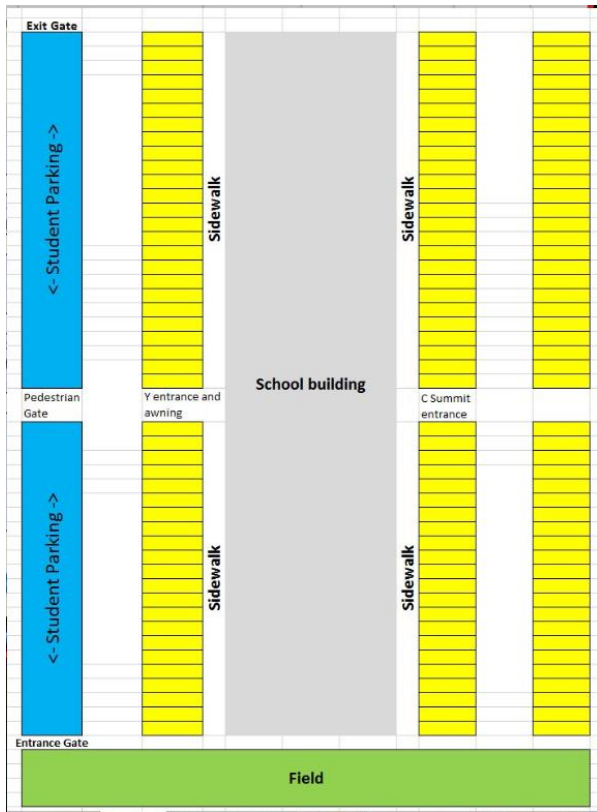 Exit Gate
<- Student Parking ->
Sidewalk
Sidewalk
School building
Pedestrian
Gate
Y entrance and
awning
C Summit
entrance
<- Student Parking ->
Sidewalk
Sidewalk
Entrance Gate
Field